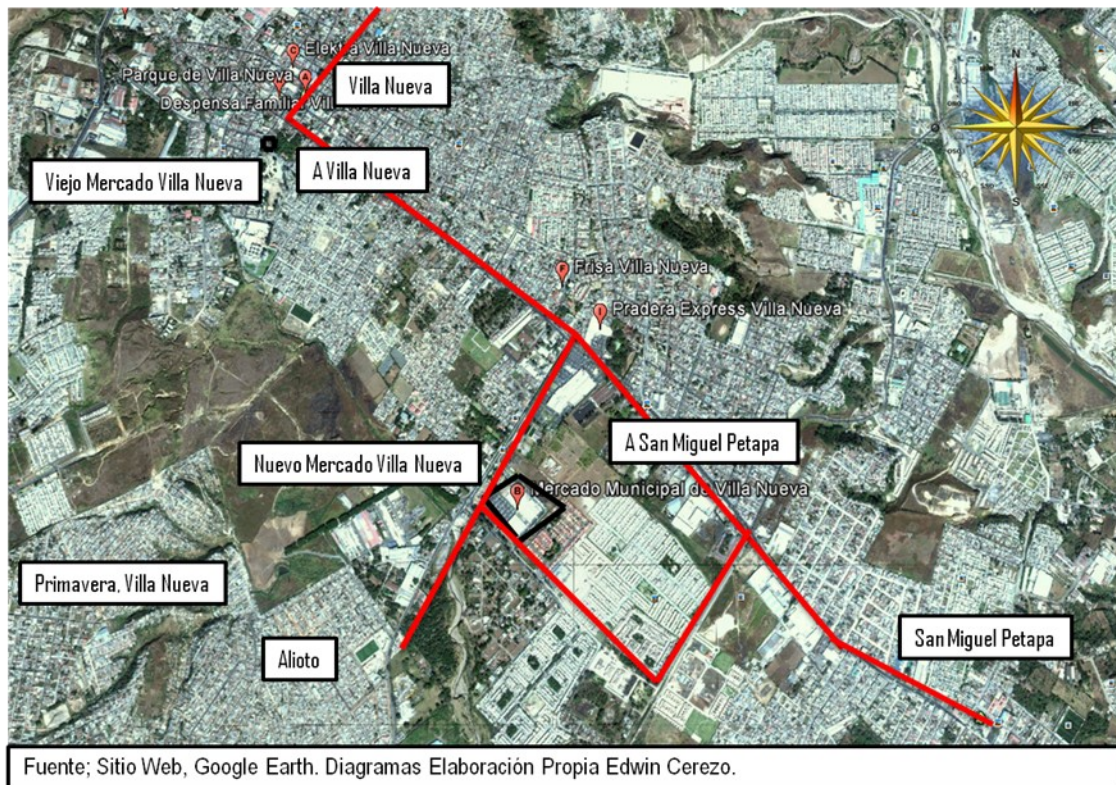 Elektra Villa Nueva
C
Parque de Villa Nueva
A
Villa Nueva
Despensa Familiar Vill
Viejo Mercado Villa Nueva
A Villa Nueva
N
S
F
Frisa Villa Nueva
I
Pradera Express Villa Nueva
A San Miguel Petapa
Nuevo Mercado Villa Nueva
B
Mercado Municipal de Villa Nueva
Primavera, Villa Nueva
Alioto
San Miguel Petapa
Fuente; Sitio Web, Google Earth. Diagramas Elaboración Propia Edwin Cerezo.